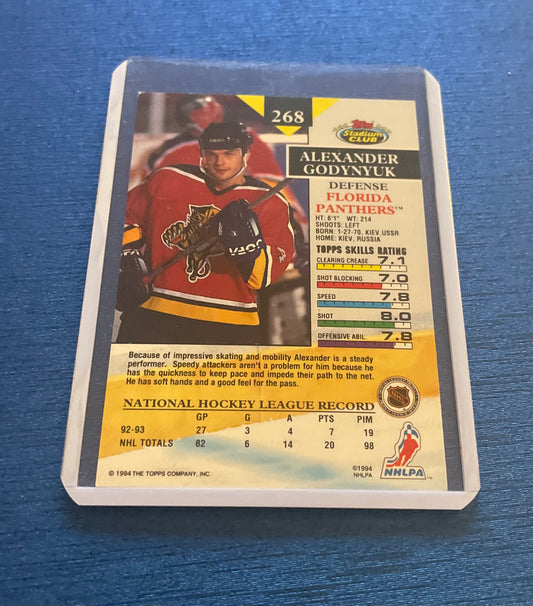 268
Topps
Stadium
CLUB
ALEXANDER
GODYNYUK
DEFENSE
FLORIDA
PANTHERS™
HT: 6'1" WT: 214
SHOOTS: LEFT
BORN: 1-27-70, KIEV,USSR
HOME: KIEV, RUSSIA
TOPPS SKILLS RATING
CLEARING CREASE 7.1
SHOT BLOCKING 7.0
SPEED 7.8
SHOT 8.0
OFFENSIVE ABIL. 7.8
Because of impressive skating and mobility Alexander is a steady
performer. Speedy attackers aren't a problem for him because he
has the quickness to keep pace and impede their path to the net.
He has soft hands and a good feel for the pass.
NATIONAL HOCKEY LEAGUE RECORD
GP G A PTS PIM
92-93 27 3 4 7 19
NHL TOTALS 62 6 14 20 98
© 1994 THE TOPPS COMPANY, INC.
©1994
NHLPA
NHLPA™